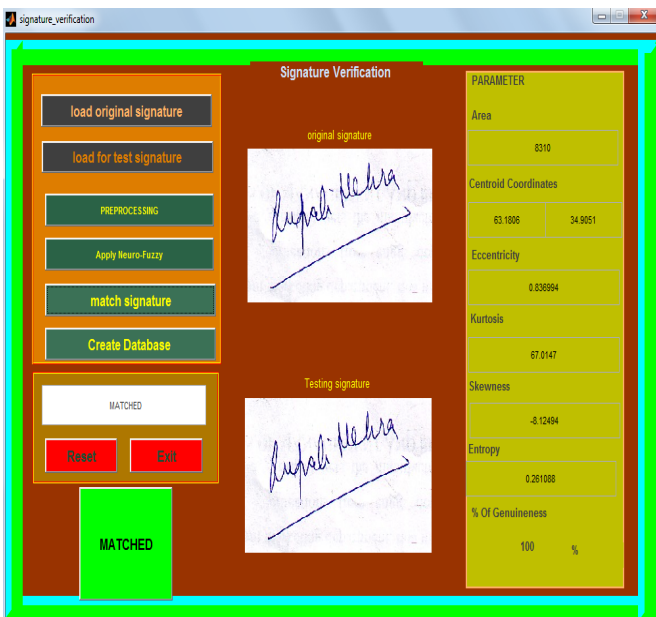 signature_verification
Signature Verification
load original signature
load for test signature
PREPROCESSING
Apply Neuro-Fuzzy
match signature
Create Database
MATCHED
Reset Exit
MATCHED
original signature
Rupali Mehra
Testing signature
Rupali Mehra
PARAMETER
Area
8310
Centroid Coordinates
63.1806 34.9051
Eccentricity
0.836994
Kurtosis
67.0147
Skewness
-8.12494
Entropy
0.261088
% Of Genuineness
100 %